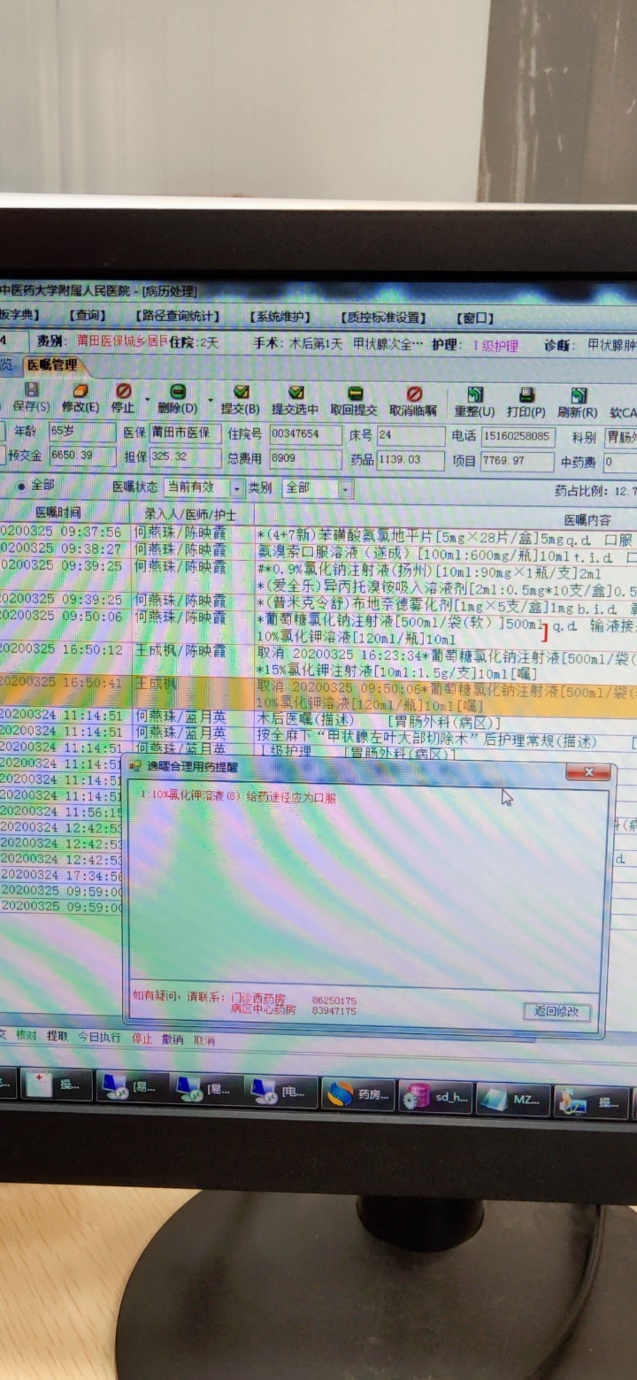 中医药大学附属人民医院 - [病历处理]
板字典】 【查询】 【路径查询统计】 【系统维护】 【质控标准设置】 【窗口】
4 费别: 莆田医保城乡居民 住院:2天 手术: 术后第1天 甲状腺次全… 护理: Ⅰ级护理 诊断: 甲状腺肿
览 医嘱管理
保存(S) 修改(E) 停止 删除(D) 提交(B) 提交选中 取回提交 取消临嘱 重整(U) 打印(P) 刷新(R) 软CA
年龄 65岁 医保 莆田市医保 住院号 00347654 床号 24 电话 15160258085 科别 胃肠外
预交金 6650.39 担保 325.32 总费用 8909 药品 1139.03 项目 7769.97 中药费 0
全部 医嘱状态 当前有效 类别 全部 药占比例: 12.7
医嘱时间 录入人/医师/护士 医嘱内容
20200325 09:37:56 何燕珠/陈映霞 *(4+7新)苯磺酸氨氯地平片[5mg×28片/盒]5mg q.d 口服
20200325 09:38:27 何燕珠/陈映霞 氨溴索口服溶液(遂成)[100ml:600mg/瓶]10ml t.i.d 口
20200325 09:39:25 何燕珠/陈映霞 #*0.9%氯化钠注射液(扬州)[10ml:90mg×1瓶/支]2ml
*(爱全乐)异丙托溴铵吸入溶液剂[2ml:0.5mg*10支/盒]0.5
20200325 09:39:25 何燕珠/陈映霞 *(普米克令舒)布地奈德雾化剂[1mg×5支/盒]1mg b.i.d
20200325 09:50:06 何燕珠/陈映霞 *葡萄糖氯化钠注射液[500ml/袋(软)]500ml q.d 输液接
10%氯化钾溶液[120ml/瓶]10ml
20200325 16:50:12 王成枫/陈映霞 取消 20200325 16:23:34*葡萄糖氯化钠注射液[500ml/袋(
*15%氯化钾注射液[10ml:1.5g/支]10ml[嘱]
20200325 16:50:41 王成枫 取消 20200325 09:50:06*葡萄糖氯化钠注射液[500ml/袋(
10%氯化钾溶液[120ml/瓶]10ml[嘱]
20200324 11:14:51 何燕珠/蓝月英 术后医嘱(描述) [胃肠外科(病区)]
20200324 11:14:51 何燕珠/蓝月英 按全麻下“甲状腺左叶大部切除术”后护理常规(描述)
20200324 11:14:51 何燕珠/蓝月英 Ⅰ级护理 [胃肠外科(病区)]
20200324 11:14:51
20200324 11:14:51
20200324 11:14:51
20200324 11:56:15
20200324 12:42:53
20200324 12:42:53
20200324 12:42:53 d
20200324 17:34:56
20200325 09:59:00
20200325 09:59:00
逸曜合理用药提醒
1:10%氯化钾溶液(8) 给药途径应为口服
如有疑问,请联系: 门诊西药房 86250175
病区中心药房 83947175
返回修改
交 核对 提取 今日执行 停止 撤销 取消
操... [易... [易... [电... 药房... sd_h... MZ... 操...